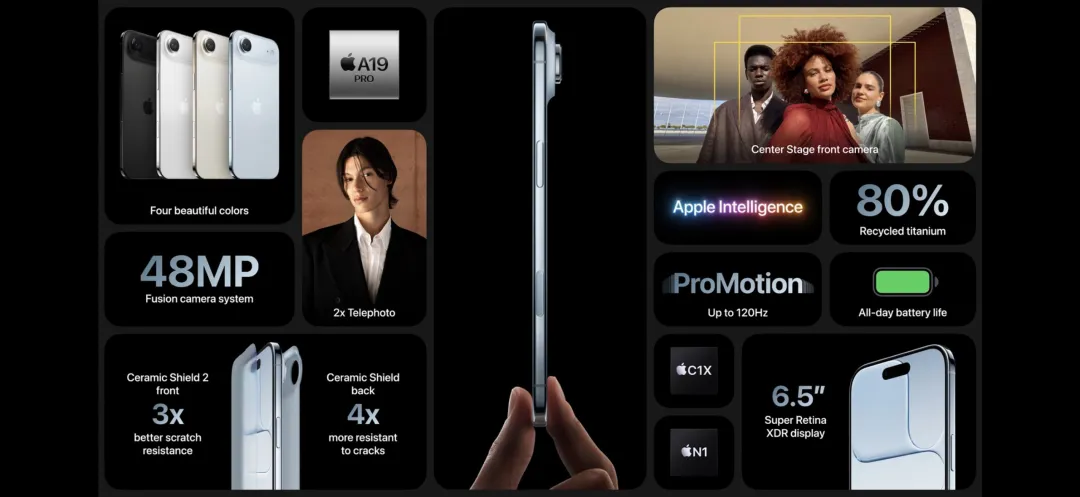 Four beautiful colors
A19
PRO
48MP
Fusion camera system
2x Telephoto
Ceramic Shield 2
front
3x
better scratch
resistance
Ceramic Shield
back
4x
more resistant
to cracks
Center Stage front camera
Apple Intelligence
80%
Recycled titanium
ProMotion
Up to 120Hz
All-day battery life
C1X
N1
6.5”
Super Retina
XDR display